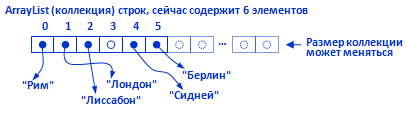 ArrayList (коллекция) строк, сейчас содержит 6 элементов
0 1 2 3 4 5
... Размер коллекции
может меняться
"Рим" "Лондон" "Берлин"
"Лиссабон" "Сидней"